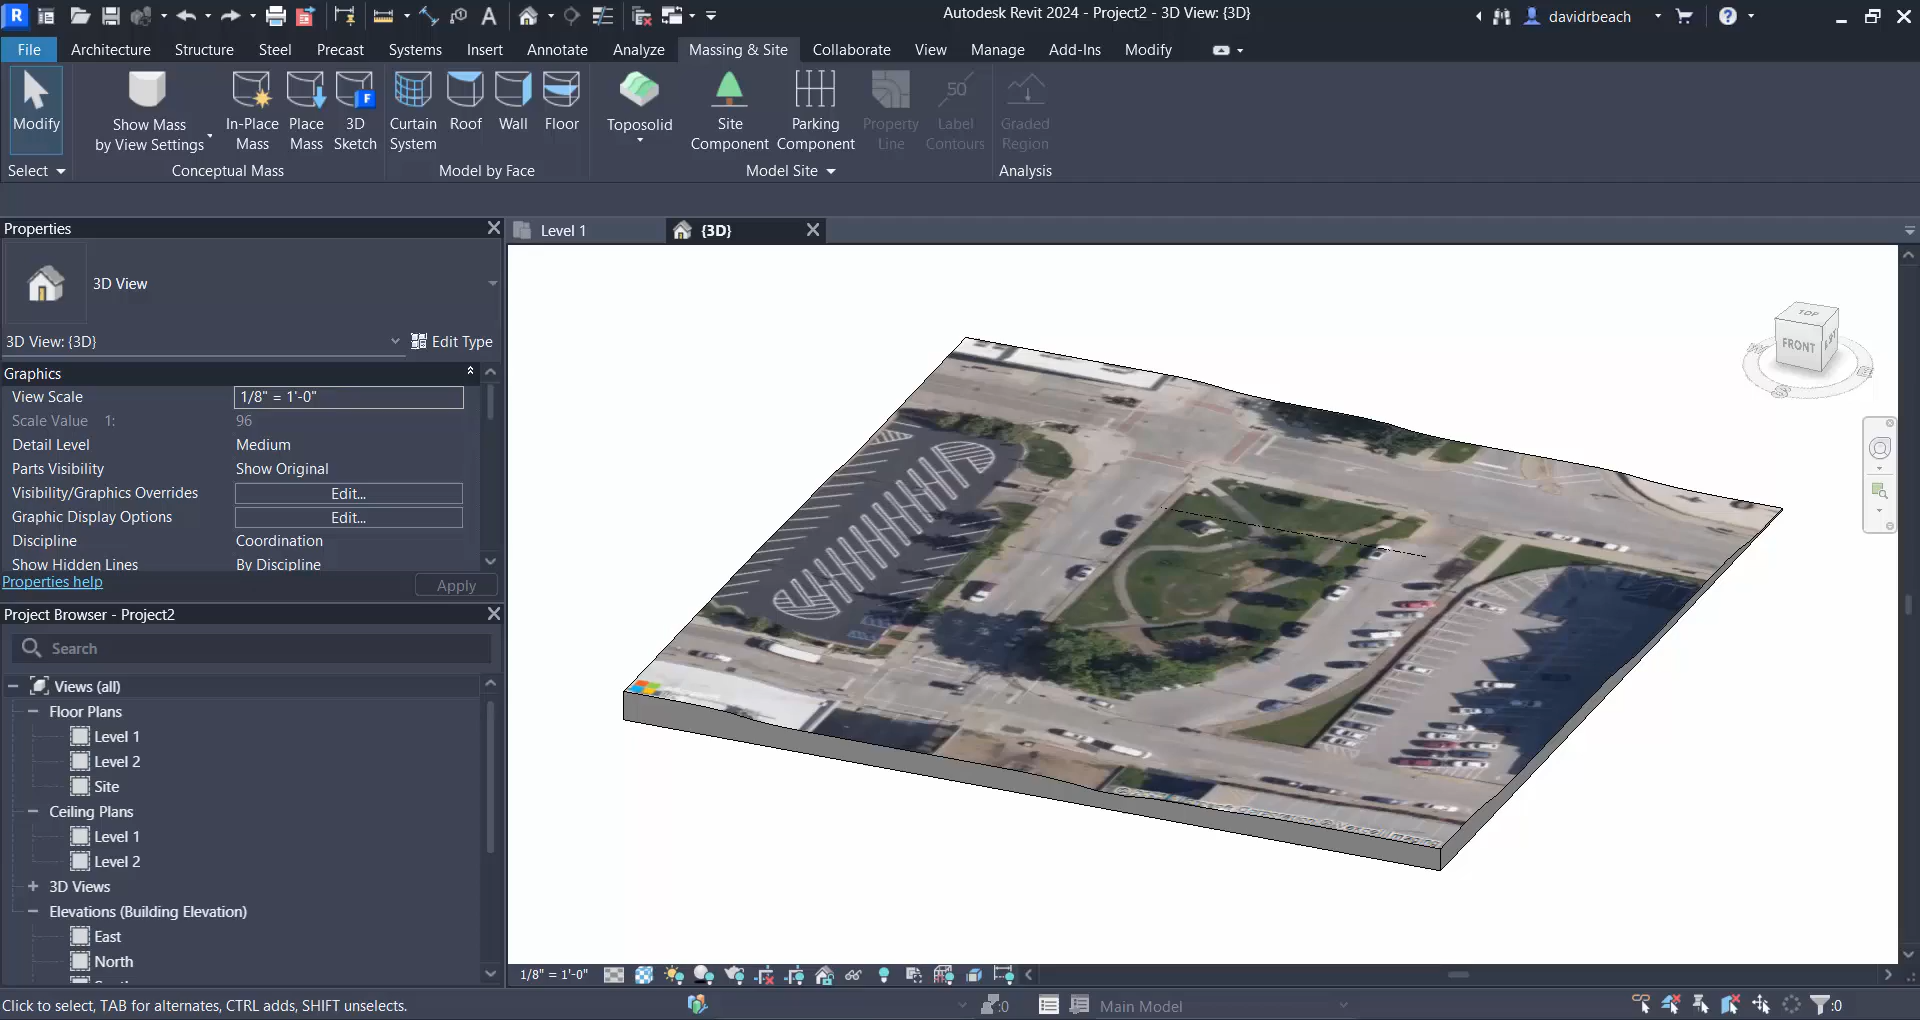 Autodesk Revit 2024 - Project2 - 3D View: {3D}
davidrbeach
File
Architecture
Structure
Steel
Precast
Systems
Insert
Annotate
Analyze
Massing & Site
Collaborate
View
Manage
Add-Ins
Modify
Modify
Show Mass
by View Settings
In-Place
Mass
Place
Mass
3D
Sketch
Curtain
System
Roof
Wall
Floor
Toposolid
Site
Component
Parking
Component
Property
Line
50
Label
Contours
Graded
Region
Select
Conceptual Mass
Model by Face
Model Site
Analysis
Properties
3D View
3D View: {3D}
Edit Type
Graphics
View Scale
1/8" = 1'-0"
Scale Value 1:
96
Detail Level
Medium
Parts Visibility
Show Original
Visibility/Graphics Overrides
Edit...
Graphic Display Options
Edit...
Discipline
Coordination
Show Hidden Lines
By Discipline
Properties help
Apply
Project Browser - Project2
Search
Views (all)
Floor Plans
Level 1
Level 2
Site
Ceiling Plans
Level 1
Level 2
3D Views
Elevations (Building Elevation)
East
North
Level 1
{3D}
TOP
FRONT
1/8" = 1'-0"
Click to select, TAB for alternates, CTRL adds, SHIFT unselects.
:0
Main Model
:0